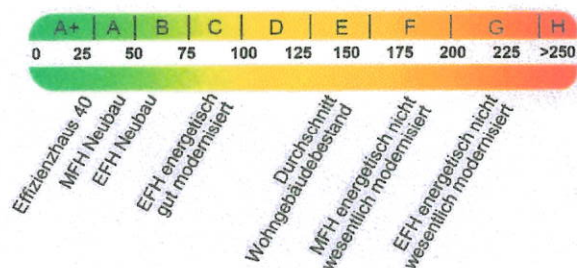 A+ A B C D E F G H
0 25 50 75 100 125 150 175 200 225 >250
Effizienzhaus 40
MFH Neubau
EFH Neubau
EFH energetisch
gut modernisiert
Durchschnitt
Wohngebäudebestand
MFH energetisch nicht
wesentlich modernisiert
EFH energetisch nicht
wesentlich modernisiert